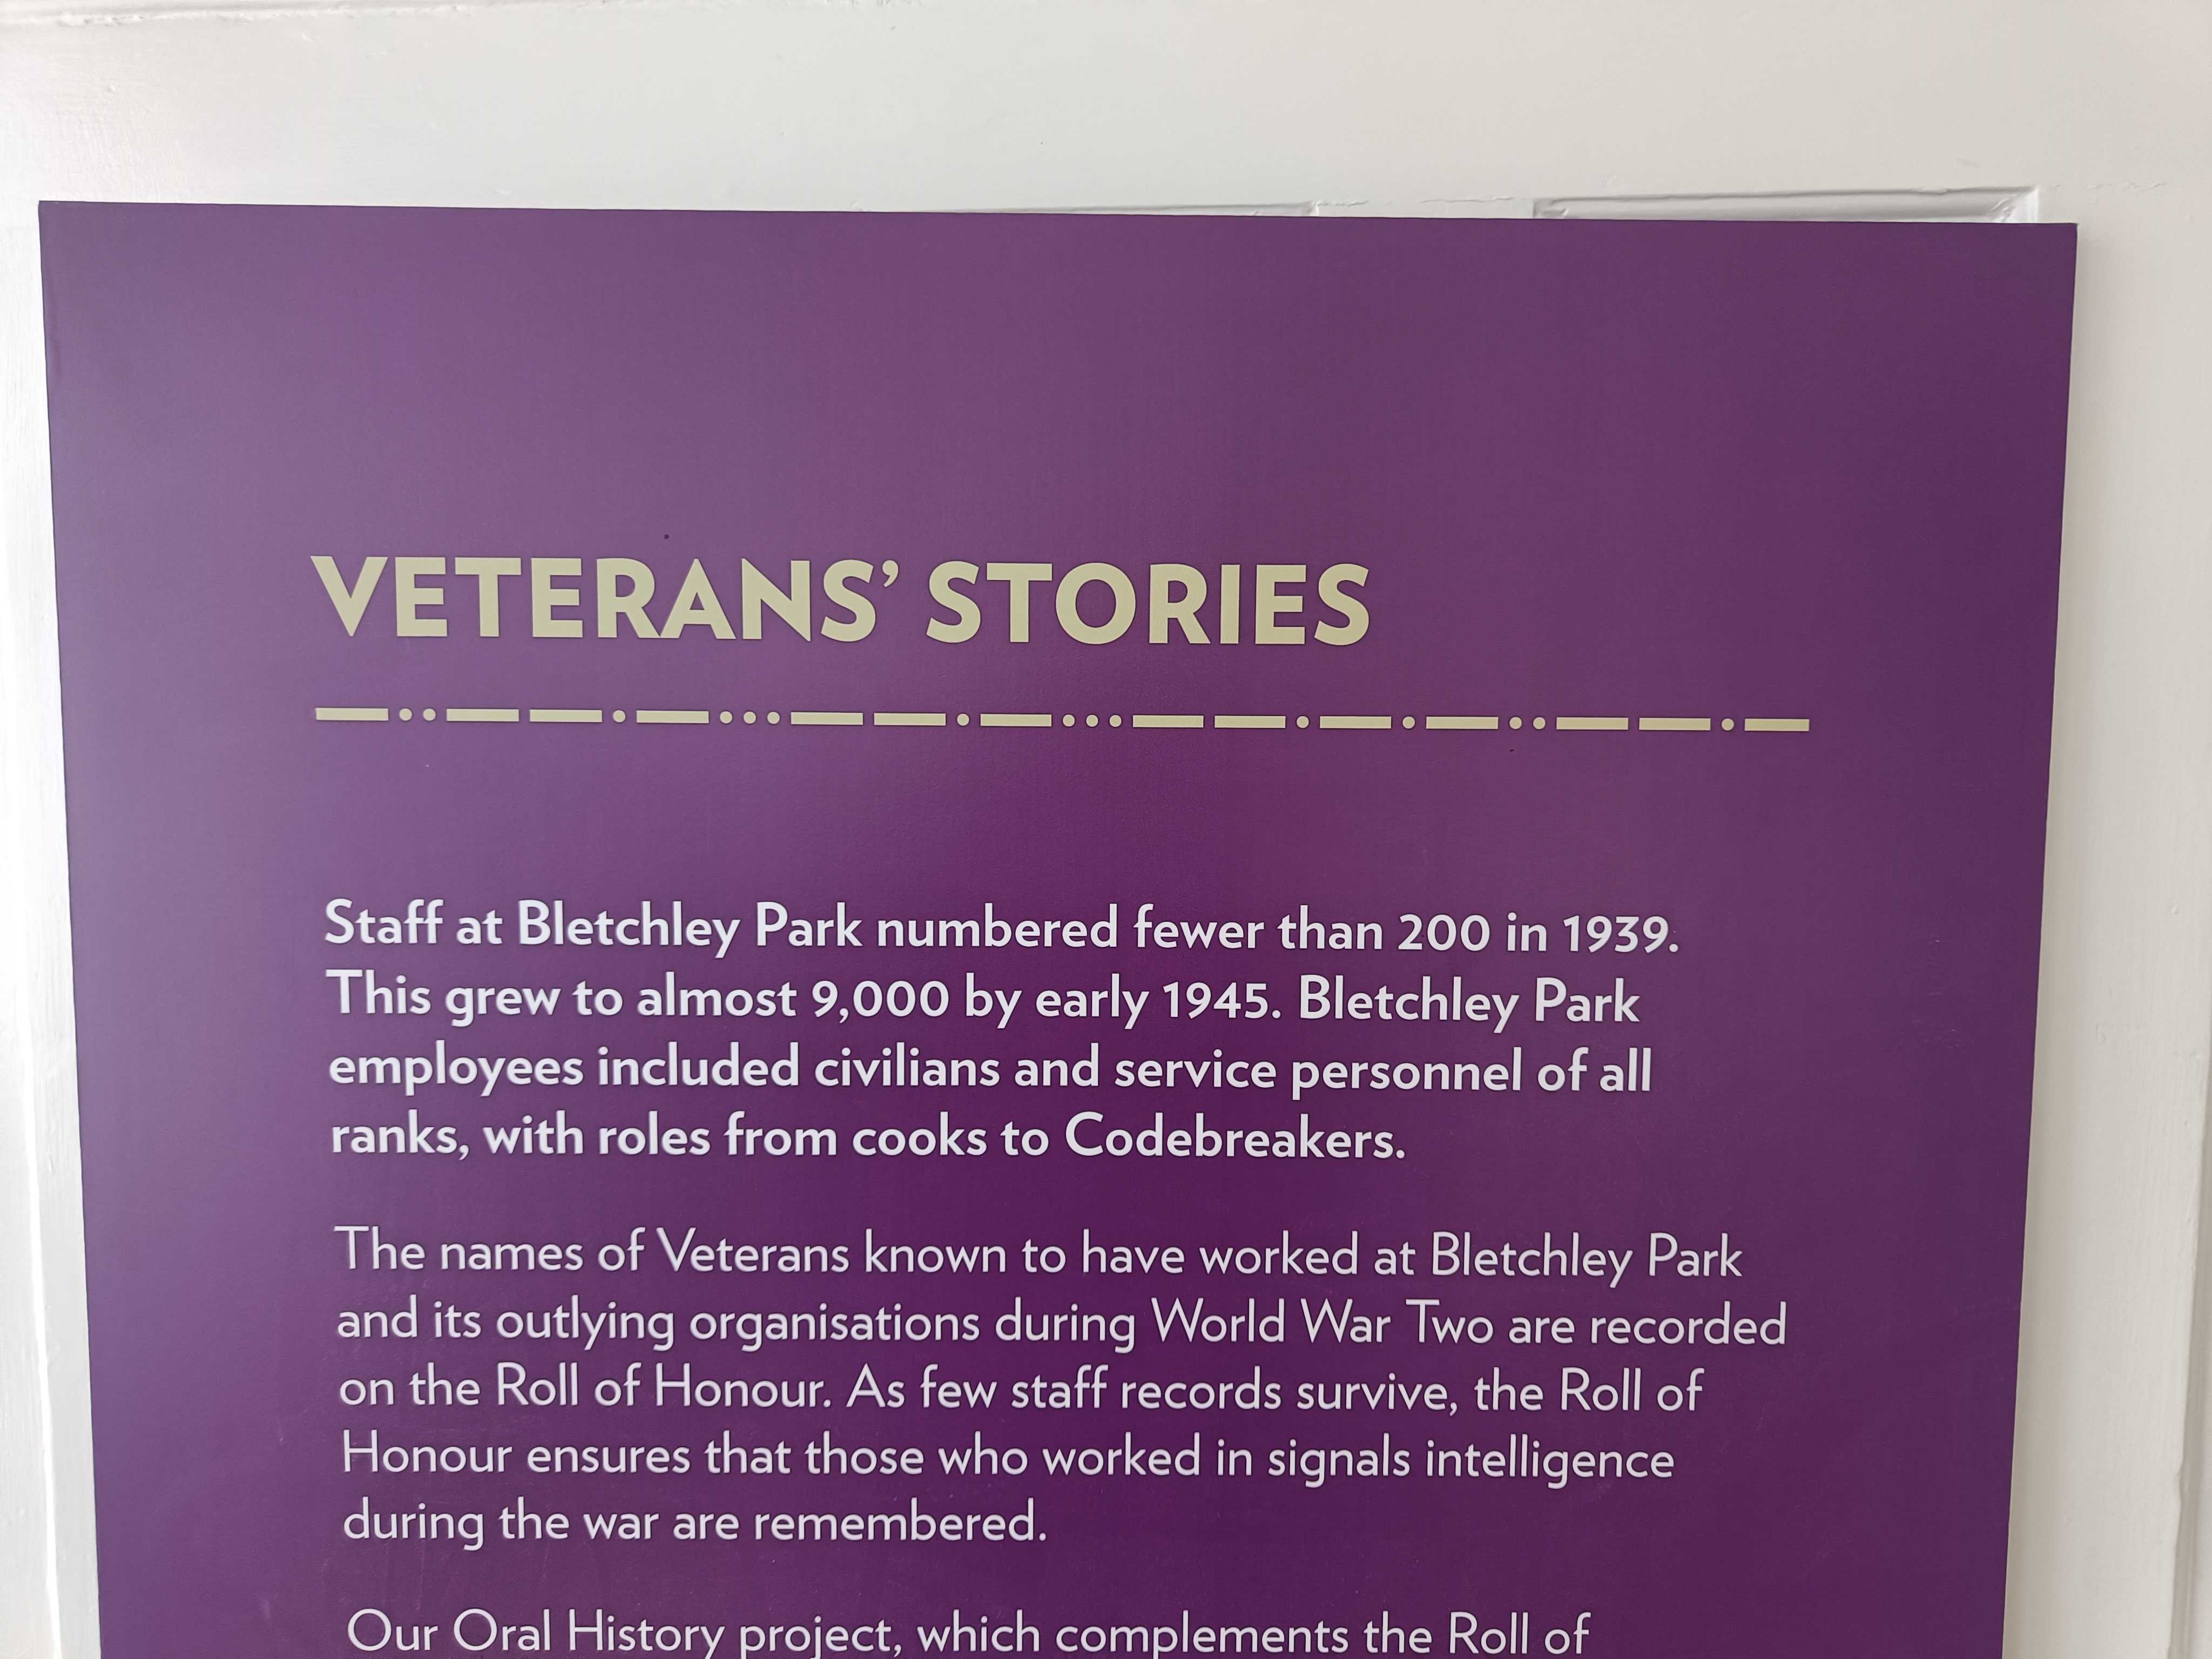 VETERANS’ STORIES
Staff at Bletchley Park numbered fewer than 200 in 1939.
This grew to almost 9,000 by early 1945. Bletchley Park
employees included civilians and service personnel of all
ranks, with roles from cooks to Codebreakers.
The names of Veterans known to have worked at Bletchley Park
and its outlying organisations during World War Two are recorded
on the Roll of Honour. As few staff records survive, the Roll of
Honour ensures that those who worked in signals intelligence
during the war are remembered.
Our Oral History project, which complements the Roll of